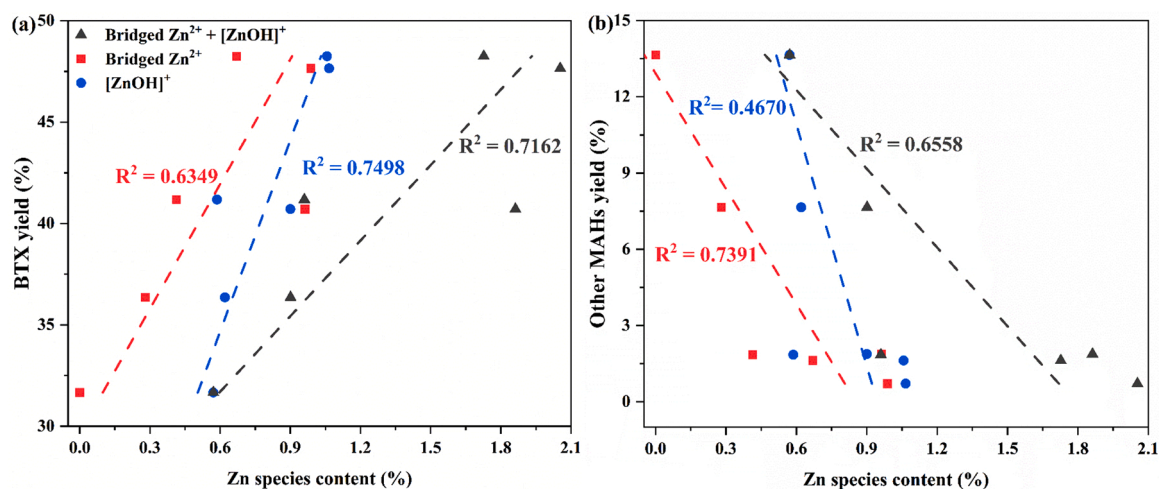 (a)
Bridged Zn²⁺ + [ZnOH]⁺
Bridged Zn²⁺
[ZnOH]⁺
R² = 0.6349
R² = 0.7498
R² = 0.7162
BTX yield (%)
50
45
40
35
30
0.0 0.3 0.6 0.9 1.2 1.5 1.8 2.1
Zn species content (%)
(b)
R²= 0.4670
R² = 0.6558
R² = 0.7391
Other MAHs yield (%)
15
12
9
6
3
0
0.0 0.3 0.6 0.9 1.2 1.5 1.8 2.1
Zn species content (%)